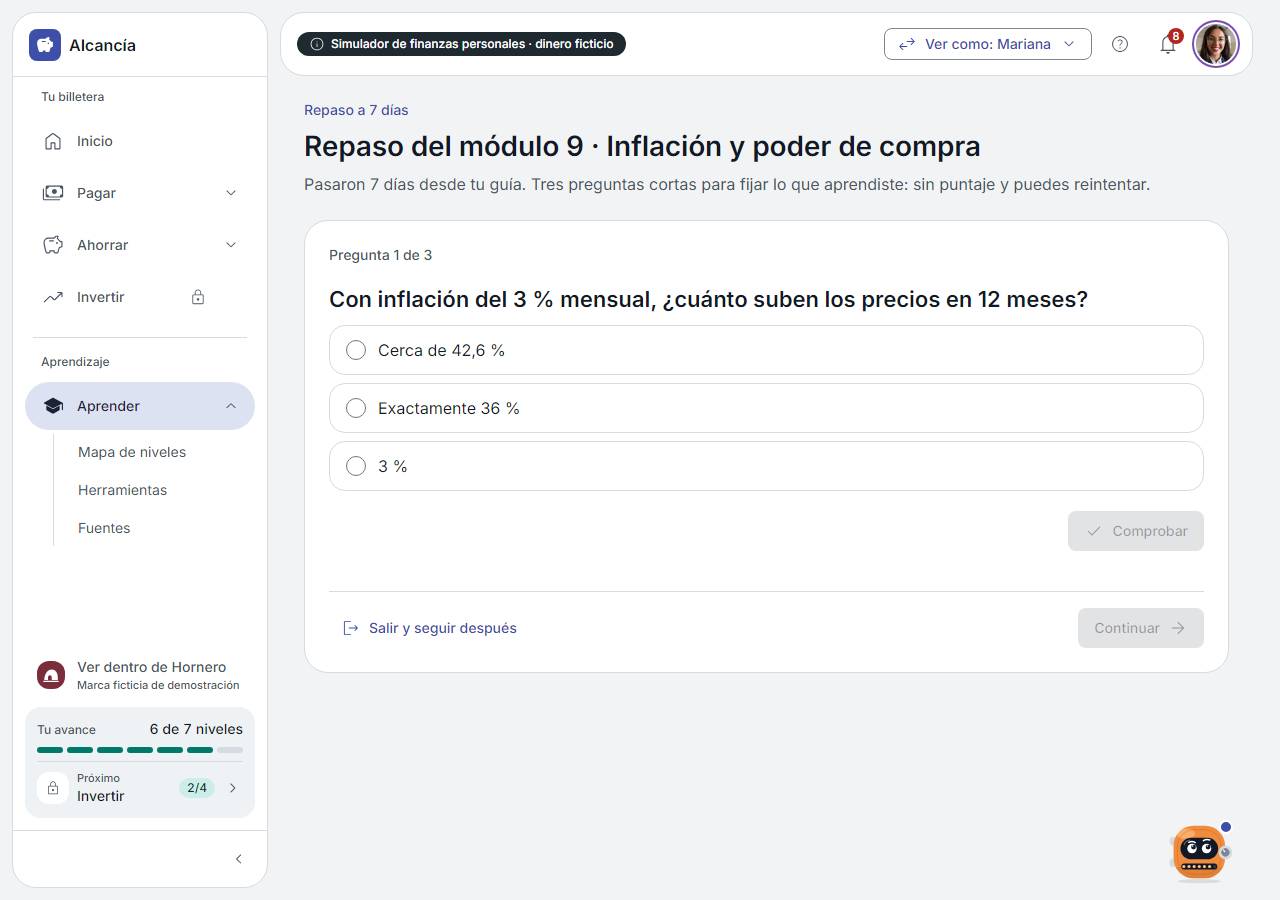 Alcancía
Tu billetera
Inicio
Pagar
Ahorrar
Invertir
Aprendizaje
Aprender
Mapa de niveles
Herramientas
Fuentes
Ver dentro de Hornero
Marca ficticia de demostración
Tu avance 6 de 7 niveles
Próximo
Invertir 2/4
Simulador de finanzas personales · dinero ficticio
Ver como: Mariana
8
Repaso a 7 días
Repaso del módulo 9 · Inflación y poder de compra
Pasaron 7 días desde tu guía. Tres preguntas cortas para fijar lo que aprendiste: sin puntaje y puedes reintentar.
Pregunta 1 de 3
Con inflación del 3 % mensual, ¿cuánto suben los precios en 12 meses?
Cerca de 42,6 %
Exactamente 36 %
3 %
Comprobar
Salir y seguir después
Continuar